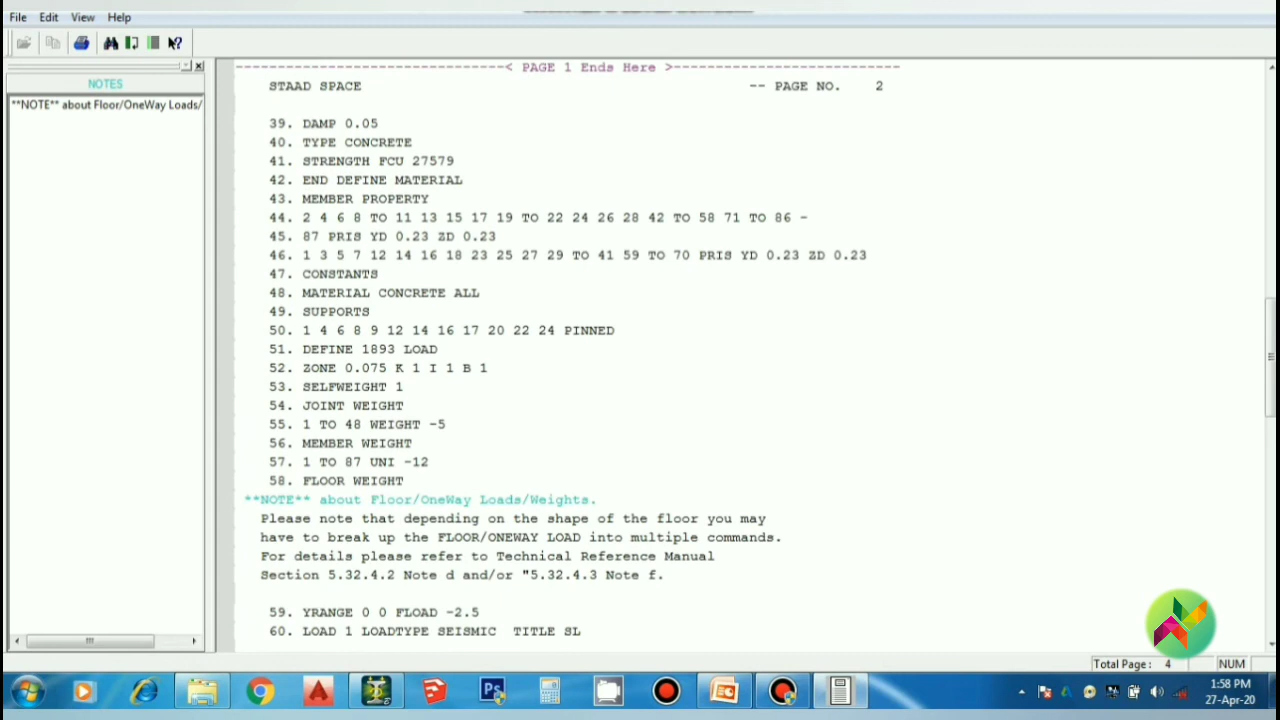 File Edit View Help
NOTES
**NOTE** about Floor/OneWay Loads/
------------------------------< PAGE 1 Ends Here >---------------------------
STAAD SPACE -- PAGE NO. 2
39. DAMP 0.05
40. TYPE CONCRETE
41. STRENGTH FCU 27579
42. END DEFINE MATERIAL
43. MEMBER PROPERTY
44. 2 4 6 8 TO 11 13 15 17 19 TO 22 24 26 28 42 TO 58 71 TO 86 -
45. 87 PRIS YD 0.23 ZD 0.23
46. 1 3 5 7 12 14 16 18 23 25 27 29 TO 41 59 TO 70 PRIS YD 0.23 ZD 0.23
47. CONSTANTS
48. MATERIAL CONCRETE ALL
49. SUPPORTS
50. 1 4 6 8 9 12 14 16 17 20 22 24 PINNED
51. DEFINE 1893 LOAD
52. ZONE 0.075 K 1 I 1 B 1
53. SELFWEIGHT 1
54. JOINT WEIGHT
55. 1 TO 48 WEIGHT -5
56. MEMBER WEIGHT
57. 1 TO 87 UNI -12
58. FLOOR WEIGHT
**NOTE** about Floor/OneWay Loads/Weights.
Please note that depending on the shape of the floor you may
have to break up the FLOOR/ONEWAY LOAD into multiple commands.
For details please refer to Technical Reference Manual
Section 5.32.4.2 Note d and/or "5.32.4.3 Note f.
59. YRANGE 0 0 FLOAD -2.5
60. LOAD 1 LOADTYPE SEISMIC TITLE SL
Total Page: 4 NUM
Ps
1:58 PM
27-Apr-20